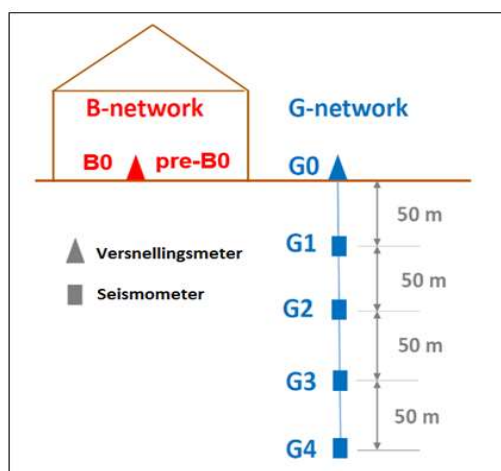 B-network
G-network
B0
pre-B0
G0
50 m
G1
Versnellingsmeter
50 m
Seismometer
G2
50 m
G3
50 m
G4